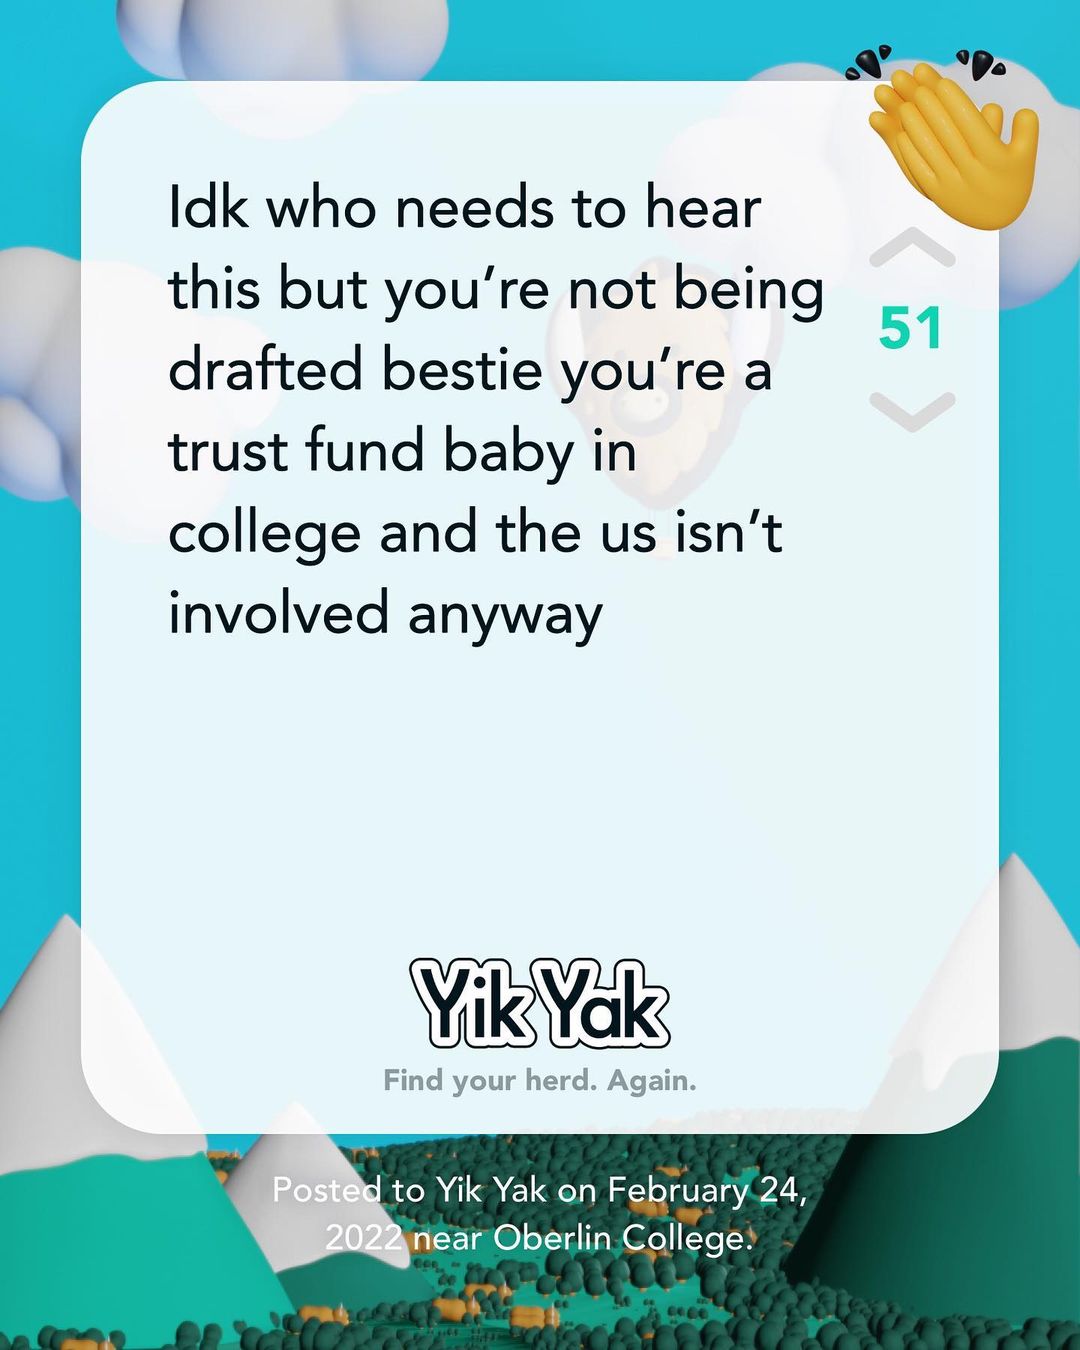 Idk who needs to hear
this but you’re not being
drafted bestie you’re a
trust fund baby in
college and the us isn’t
involved anyway
51
Yik Yak
Find your herd. Again.
Posted to Yik Yak on February 24,
2022 near Oberlin College.